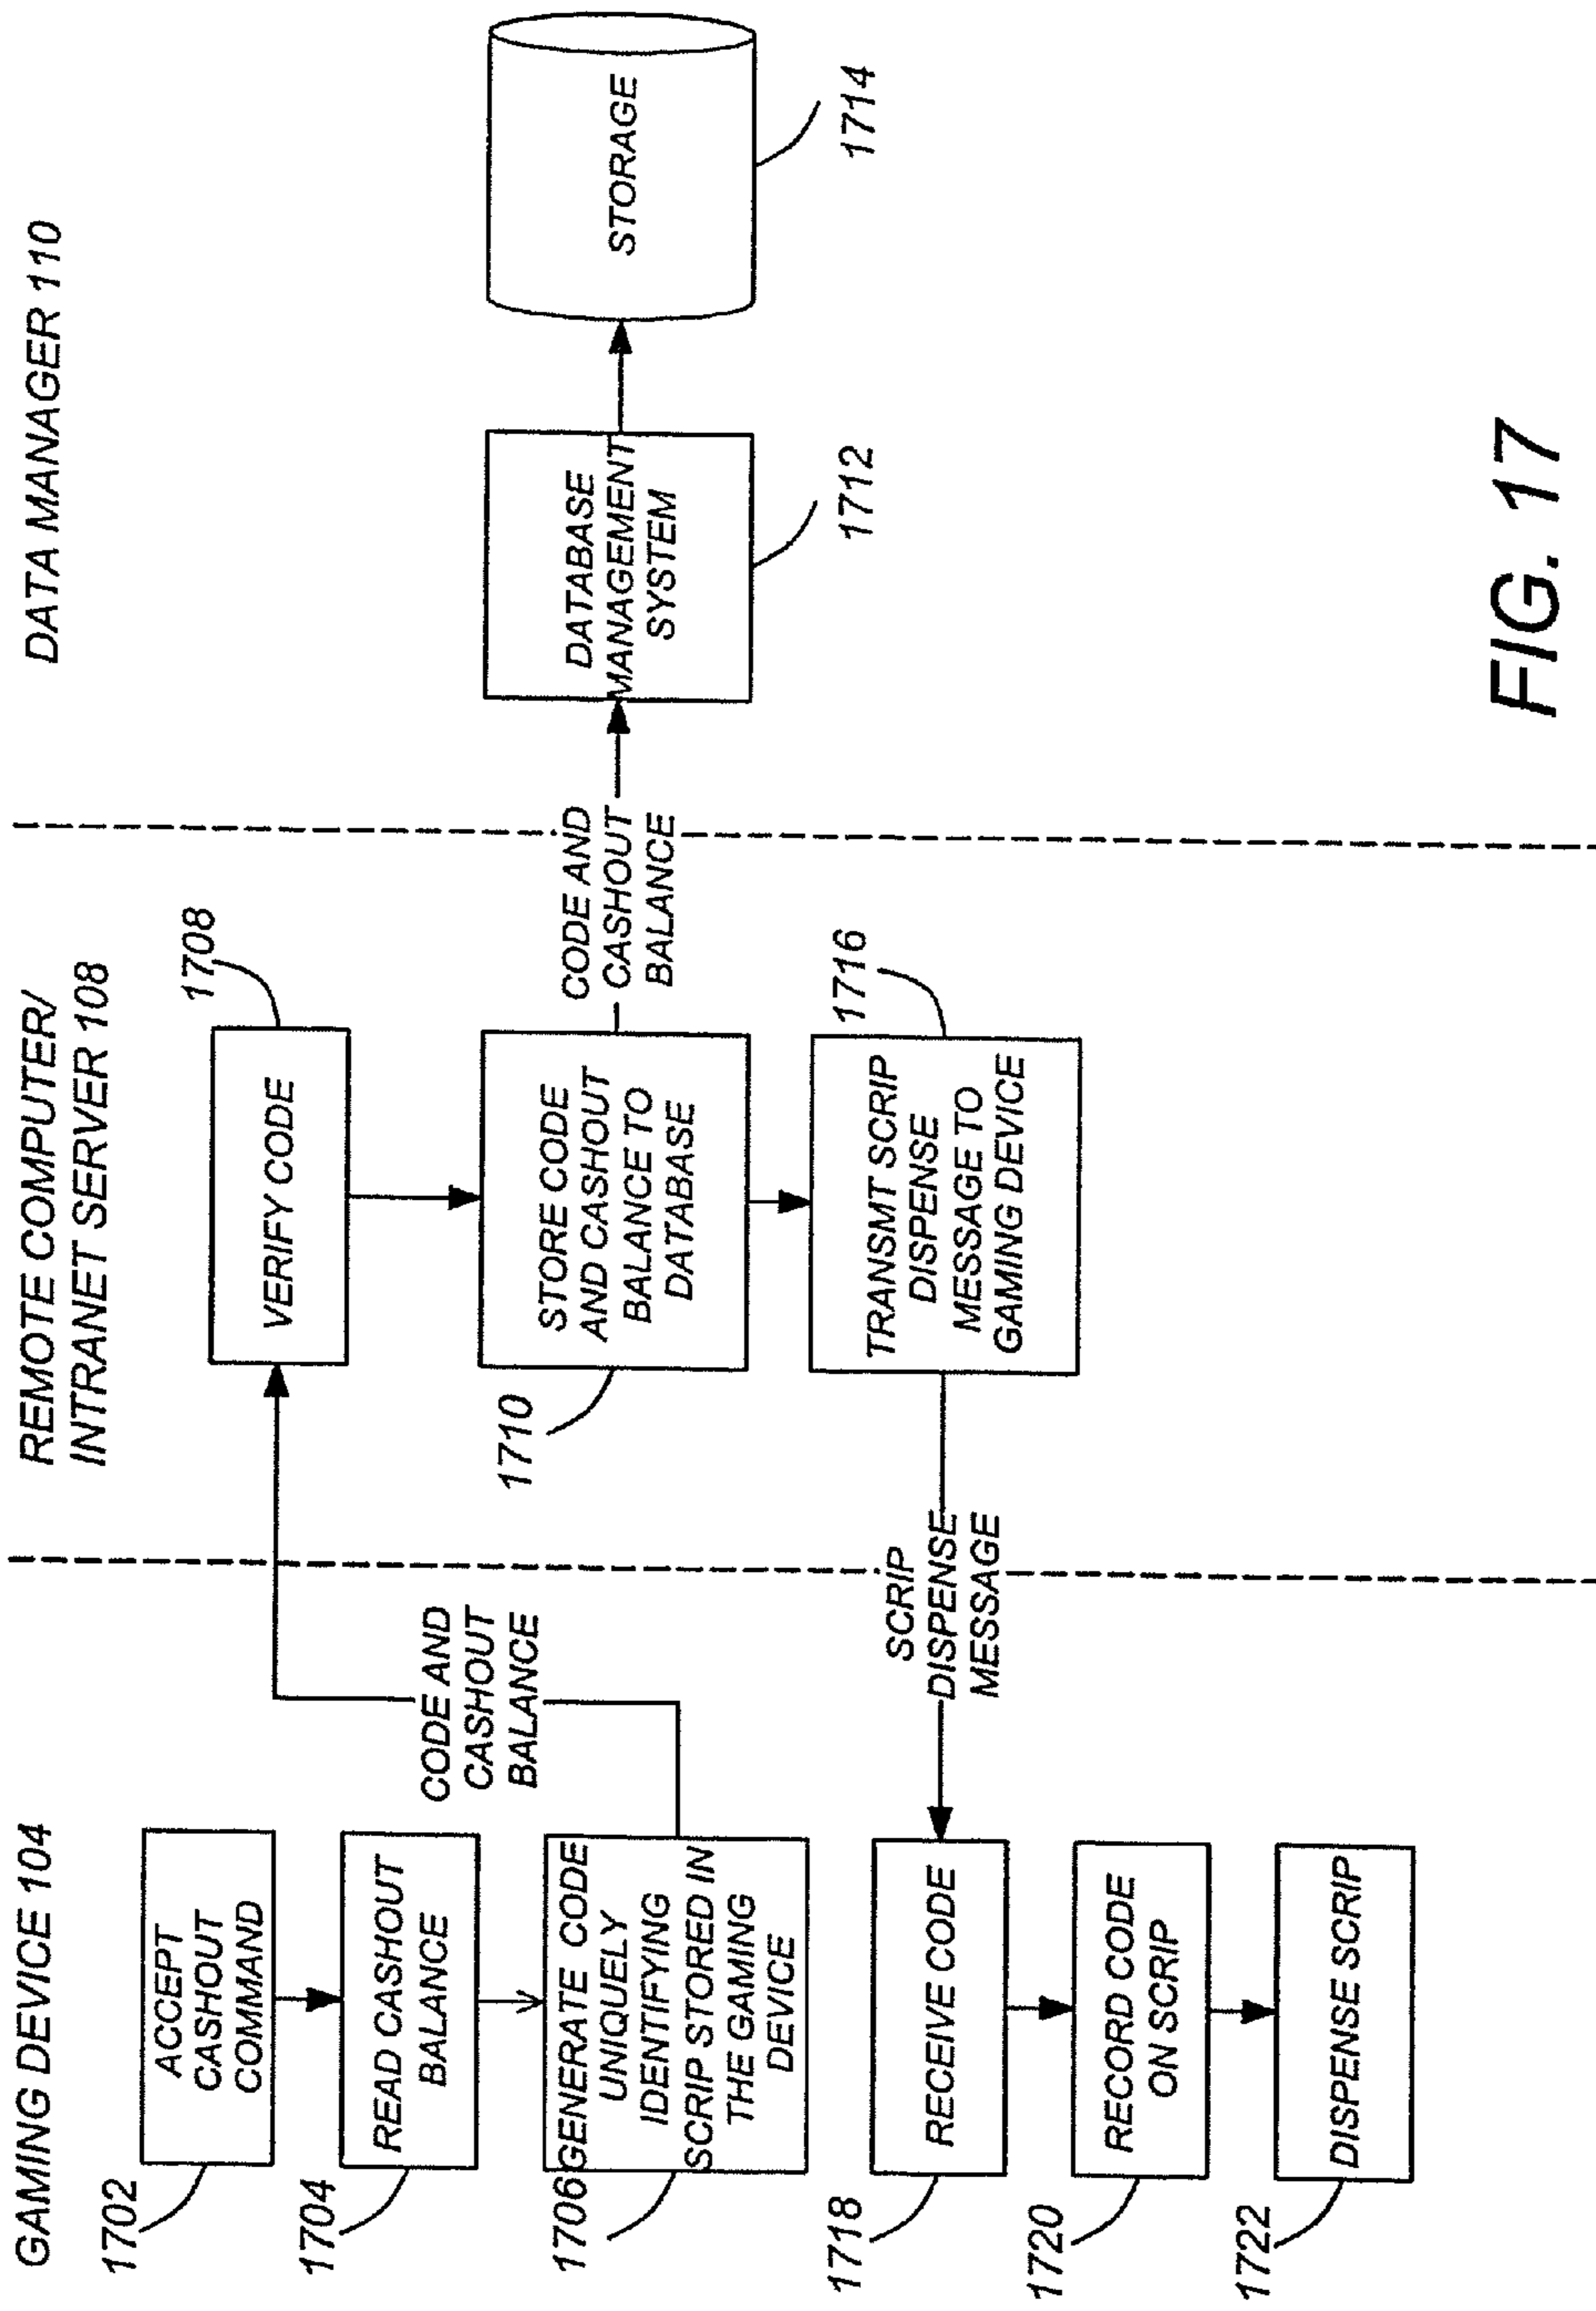 GAMING DEVICE 104
REMOTE COMPUTER/
INTRANET SERVER 108
DATA MANAGER 110
1702
ACCEPT
CASHOUT
COMMAND
1704
READ CASHOUT
BALANCE
1706
GENERATE CODE
UNIQUELY
IDENTIFYING
SCRIP STORED IN
THE GAMING
DEVICE
CODE AND
CASHOUT
BALANCE
1708
VERIFY CODE
1710
STORE CODE
AND CASHOUT
BALANCE TO
DATABASE
CODE AND
CASHOUT
BALANCE
DATABASE
MANAGEMENT
SYSTEM
1712
STORAGE
1714
1716
TRANSMT SCRIP
DISPENSE
MESSAGE TO
GAMING DEVICE
SCRIP
DISPENSE
MESSAGE
1718
RECEIVE CODE
1720
RECORD CODE
ON SCRIP
1722
DISPENSE SCRIP
FIG. 17